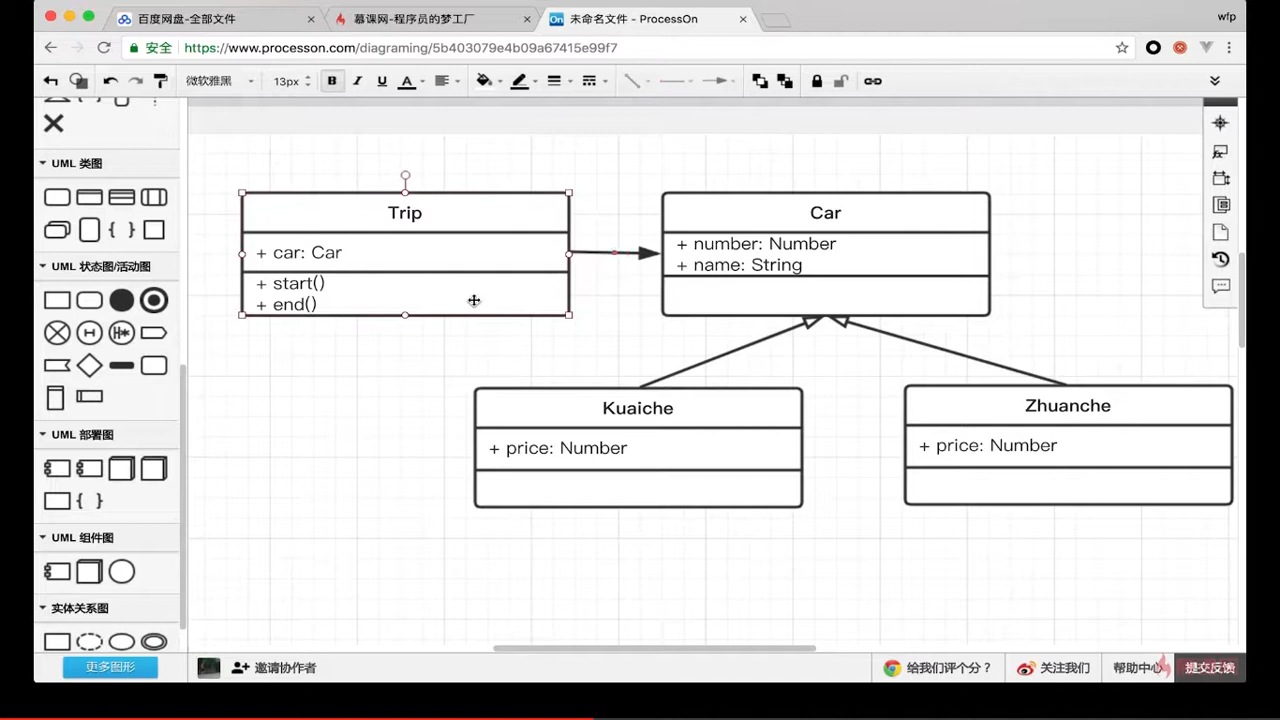 百度网盘-全部文件
慕课网-程序员的梦工厂
On 未命名文件 - ProcessOn
wfp
安全 https://www.processon.com/diagraming/5b403079e4b09a67415e99f7
微软雅黑 13px B I U A
UML 类图
UML 状态图/活动图
UML 部署图
UML 组件图
实体关系图
更多图形
Trip
+ car: Car
+ start()
+ end()
Car
+ number: Number
+ name: String
Kuaiche
+ price: Number
Zhuanche
+ price: Number
邀请协作者
给我们评个分？
关注我们
帮助中心
提交反馈